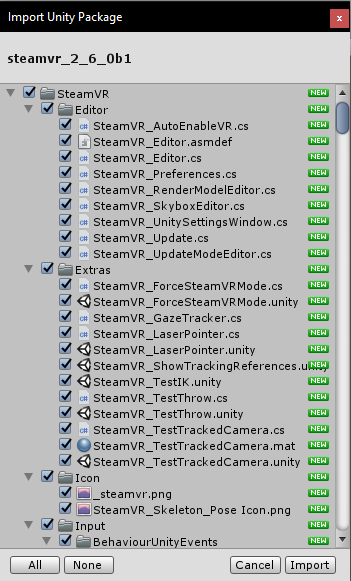 Import Unity Package
x
steamvr_2_6_0b1
SteamVR NEW
Editor NEW
SteamVR_AutoEnableVR.cs NEW
SteamVR_Editor.asmdef NEW
SteamVR_Editor.cs NEW
SteamVR_Preferences.cs NEW
SteamVR_RenderModelEditor.cs NEW
SteamVR_SkyboxEditor.cs NEW
SteamVR_UnitySettingsWindow.cs NEW
SteamVR_Update.cs NEW
SteamVR_UpdateModeEditor.cs NEW
Extras NEW
SteamVR_ForceSteamVRMode.cs NEW
SteamVR_ForceSteamVRMode.unity NEW
SteamVR_GazeTracker.cs NEW
SteamVR_LaserPointer.cs NEW
SteamVR_LaserPointer.unity NEW
SteamVR_ShowTrackingReferences.unity NEW
SteamVR_TestIK.unity NEW
SteamVR_TestThrow.cs NEW
SteamVR_TestThrow.unity NEW
SteamVR_TestTrackedCamera.cs NEW
SteamVR_TestTrackedCamera.mat NEW
SteamVR_TestTrackedCamera.unity NEW
Icon NEW
_steamvr.png NEW
SteamVR_Skeleton_Pose Icon.png NEW
Input NEW
BehaviourUnityEvents NEW
All None Cancel Import